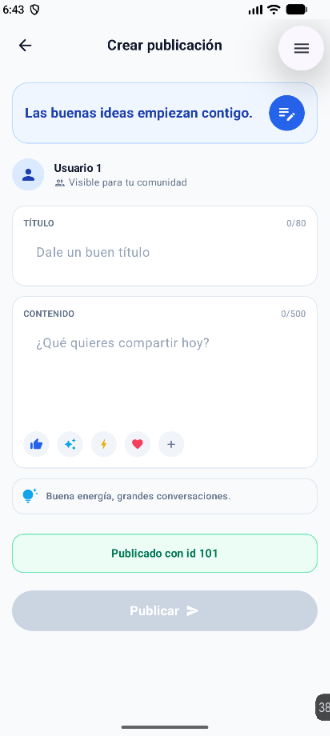 6:43
Crear publicación
Las buenas ideas empiezan contigo.
Usuario 1
Visible para tu comunidad
TÍTULO 0/80
Dale un buen título
CONTENIDO 0/500
¿Qué quieres compartir hoy?
Buena energía, grandes conversaciones.
Publicado con id 101
Publicar
38